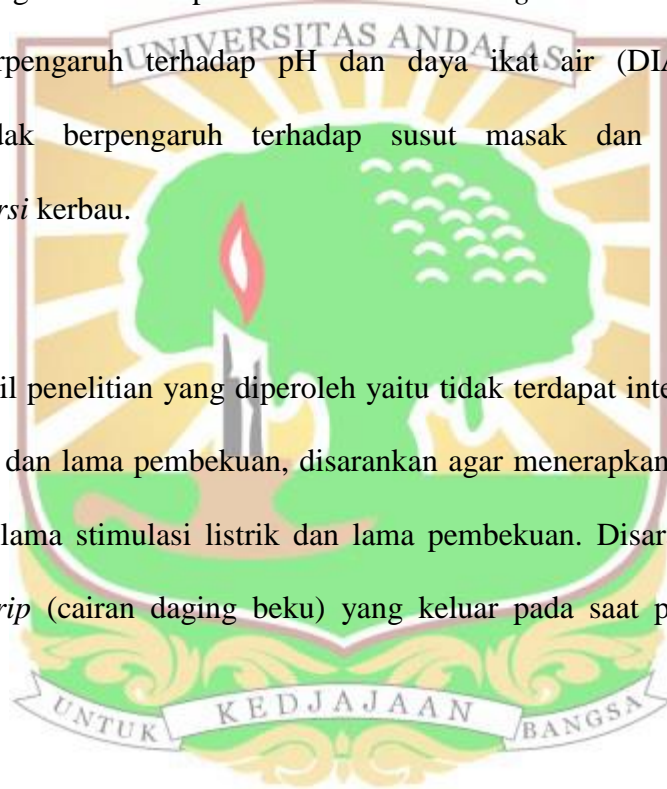 UNIVERSITAS ANDALAS
rpengaruh terhadap pH dan daya ikat air (DIA
dak berpengaruh terhadap susut masak dan
rsi kerbau.
il penelitian yang diperoleh yaitu tidak terdapat inte
dan lama pembekuan, disarankan agar menerapkan
lama stimulasi listrik dan lama pembekuan. Disar
rip (cairan daging beku) yang keluar pada saat p
UNTUK KEDJAJAAN BANGSA